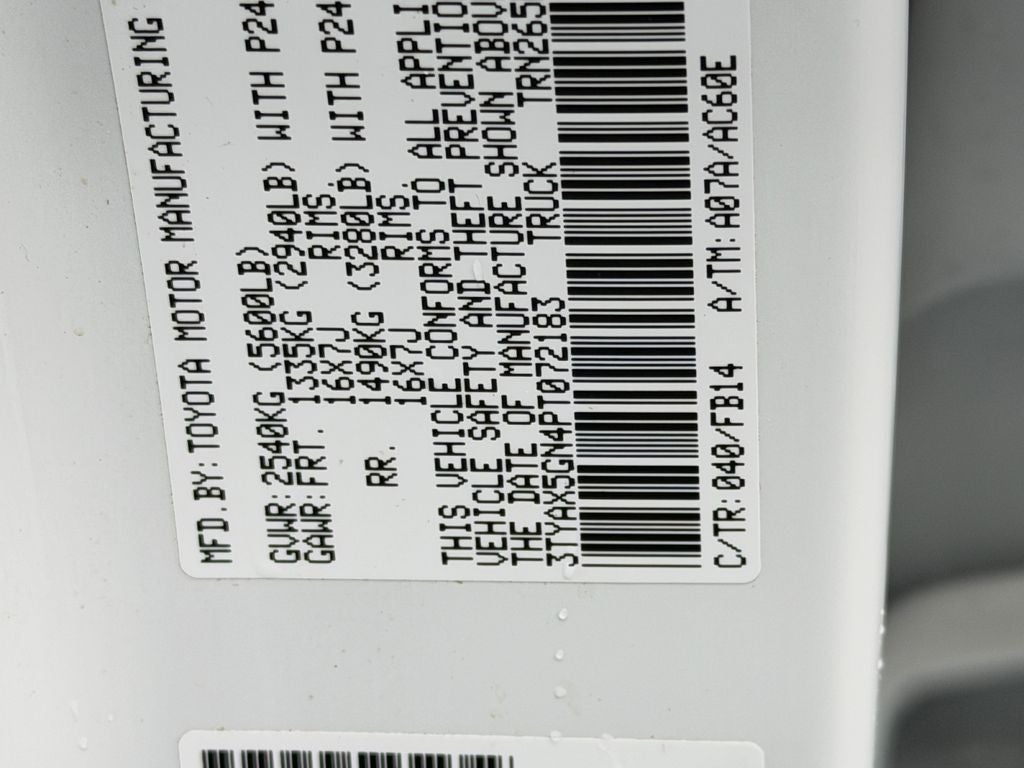 MFD.BY:TOYOTA MOTOR MANUFACTURING
GVWR:2540KG (5600LB)
GAWR:FRT. 1335KG (2940LB) WITH P24
16X7J RIMS.
RR. 1490KG (3280LB) WITH P24
16X7J RIMS.
THIS VEHICLE CONFORMS TO ALL APPLI
VEHICLE SAFETY AND THEFT PREVENTIO
THE DATE OF MANUFACTURE SHOWN ABOV
3TYAX5GN4PT072183 TRUCK TRN265
C/TR:040/FB14 A/TM:A07A/AC60E